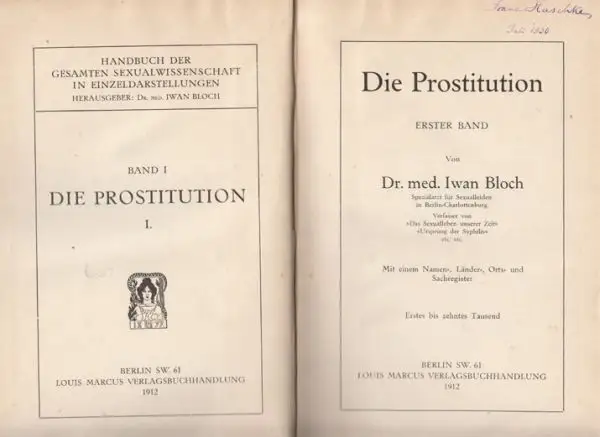 HANDBUCH DER
GESAMTEN SEXUALWISSENSCHAFT
IN EINZELDARSTELLUNGEN
HERAUSGEBER: Dr. med. IWAN BLOCH
BAND I
DIE PROSTITUTION
I.
BERLIN SW. 61
LOUIS MARCUS VERLAGSBUCHHANDLUNG
1912
1930
Die Prostitution
ERSTER BAND
Von
Dr. med. Iwan Bloch
Spezialarzt für Sexualleiden
in Berlin-Charlottenburg
Verfasser von
»Das Sexualleben unserer Zeit«
»Ursprung der Syphilis«
etc. etc.
Mit einem Namen-, Länder-, Orts- und
Sachregister
Erstes bis zehntes Tausend
BERLIN SW. 61
LOUIS MARCUS VERLAGSBUCHHANDLUNG
1912